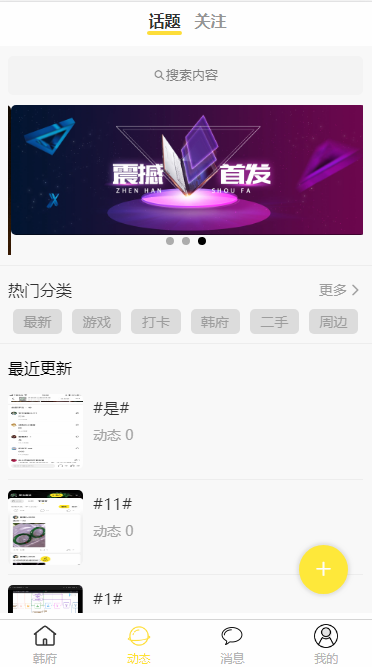 话题 关注
搜索内容
震撼 首发
ZHEN HAN SHOU FA
热门分类 更多
最新 游戏 打卡 韩府 二手 周边
最近更新
#是#
动态 0
#11#
动态 0
#1#
韩府 动态 消息 我的